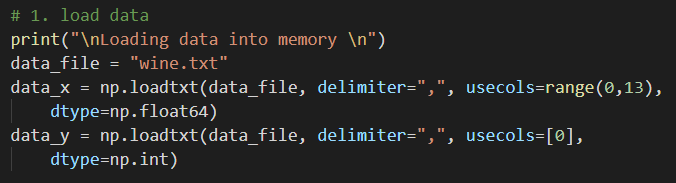 # 1. load data
print("\nLoading data into memory \n")
data_file = "wine.txt"
data_x = np.loadtxt(data_file, delimiter=",", usecols=range(0,13),
    dtype=np.float64)
data_y = np.loadtxt(data_file, delimiter=",", usecols=[0],
    dtype=np.int)